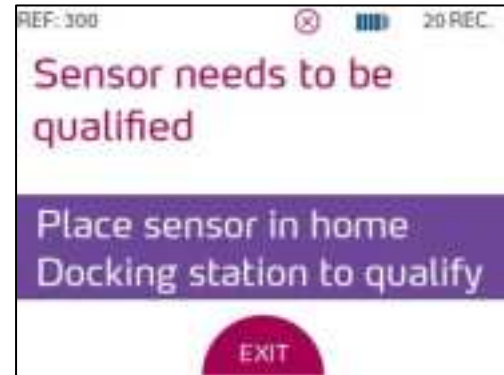 REF: 300 20 REC.
Sensor needs to be
qualified
Place sensor in home
Docking station to qualify
EXIT